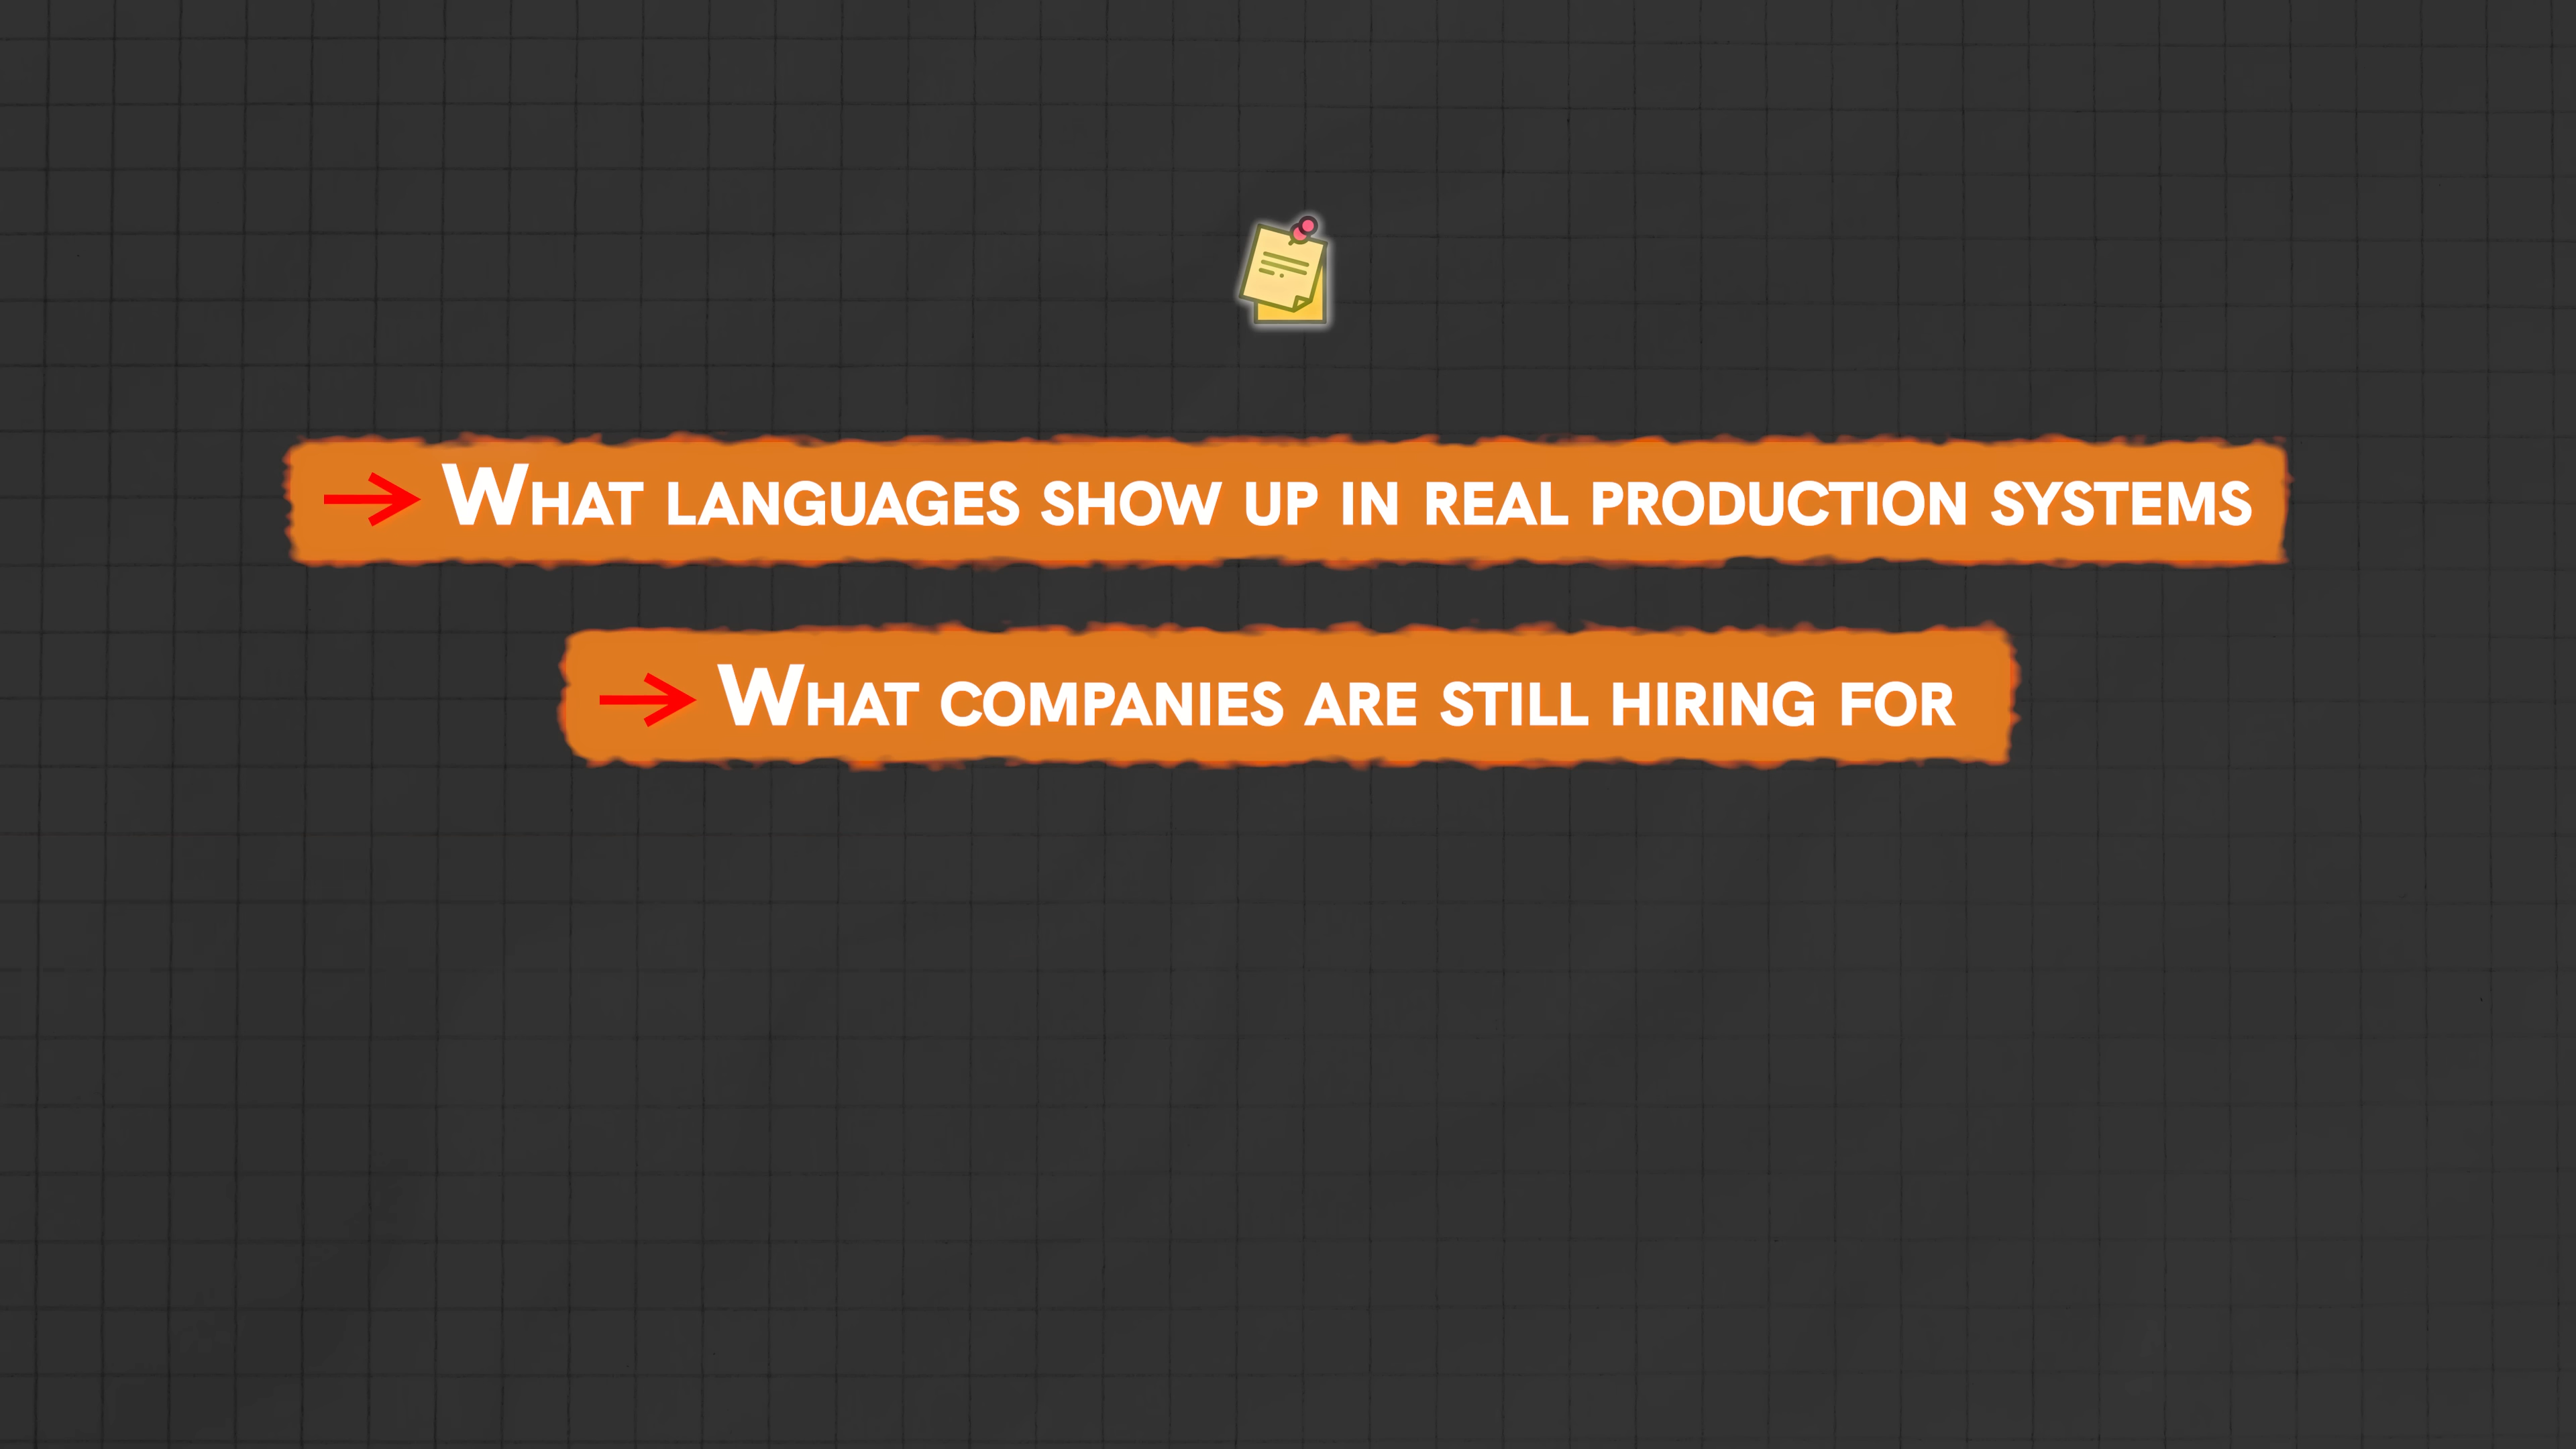 → What languages show up in real production systems
→ What companies are still hiring for